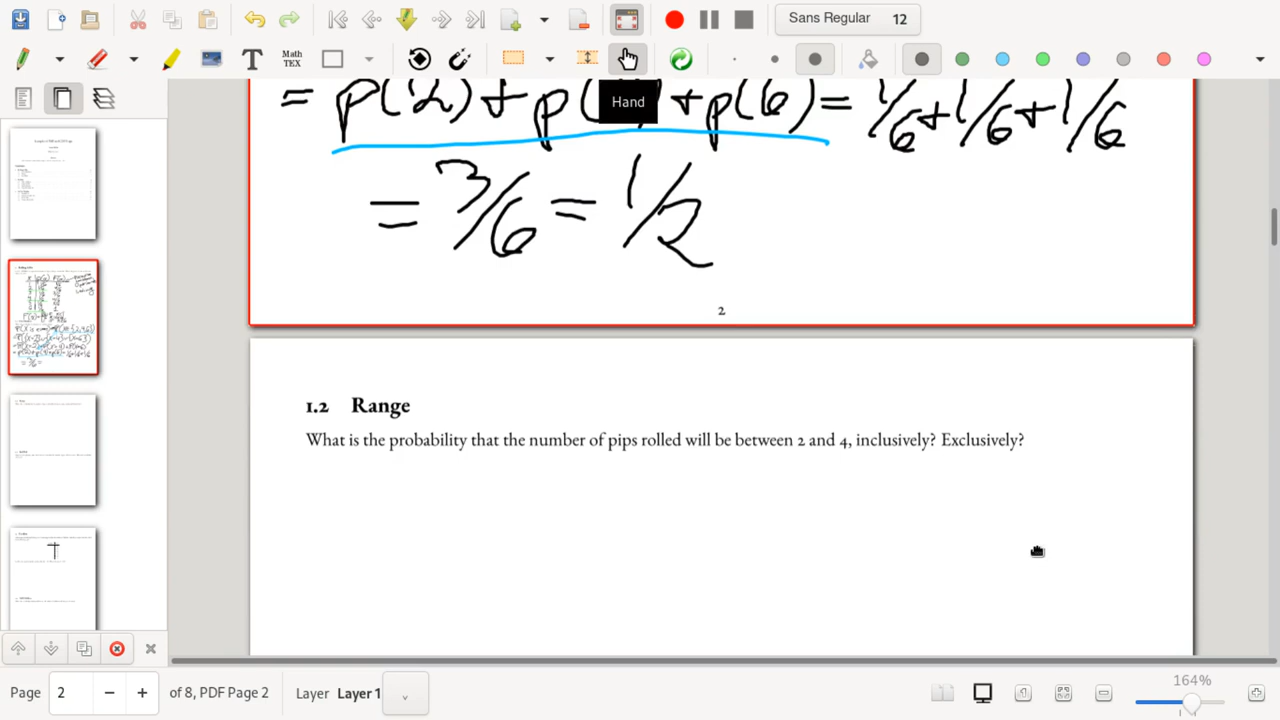 Sans Regular 12
Math
TEX
Hand
= p(2) + p( ) + p(6) = 1/6 + 1/6 + 1/6
= 3/6 = 1/2
2
1.2 Range
What is the probability that the number of pips rolled will be between 2 and 4, inclusively? Exclusively?
164%
Page 2 of 8, PDF Page 2 Layer Layer 1